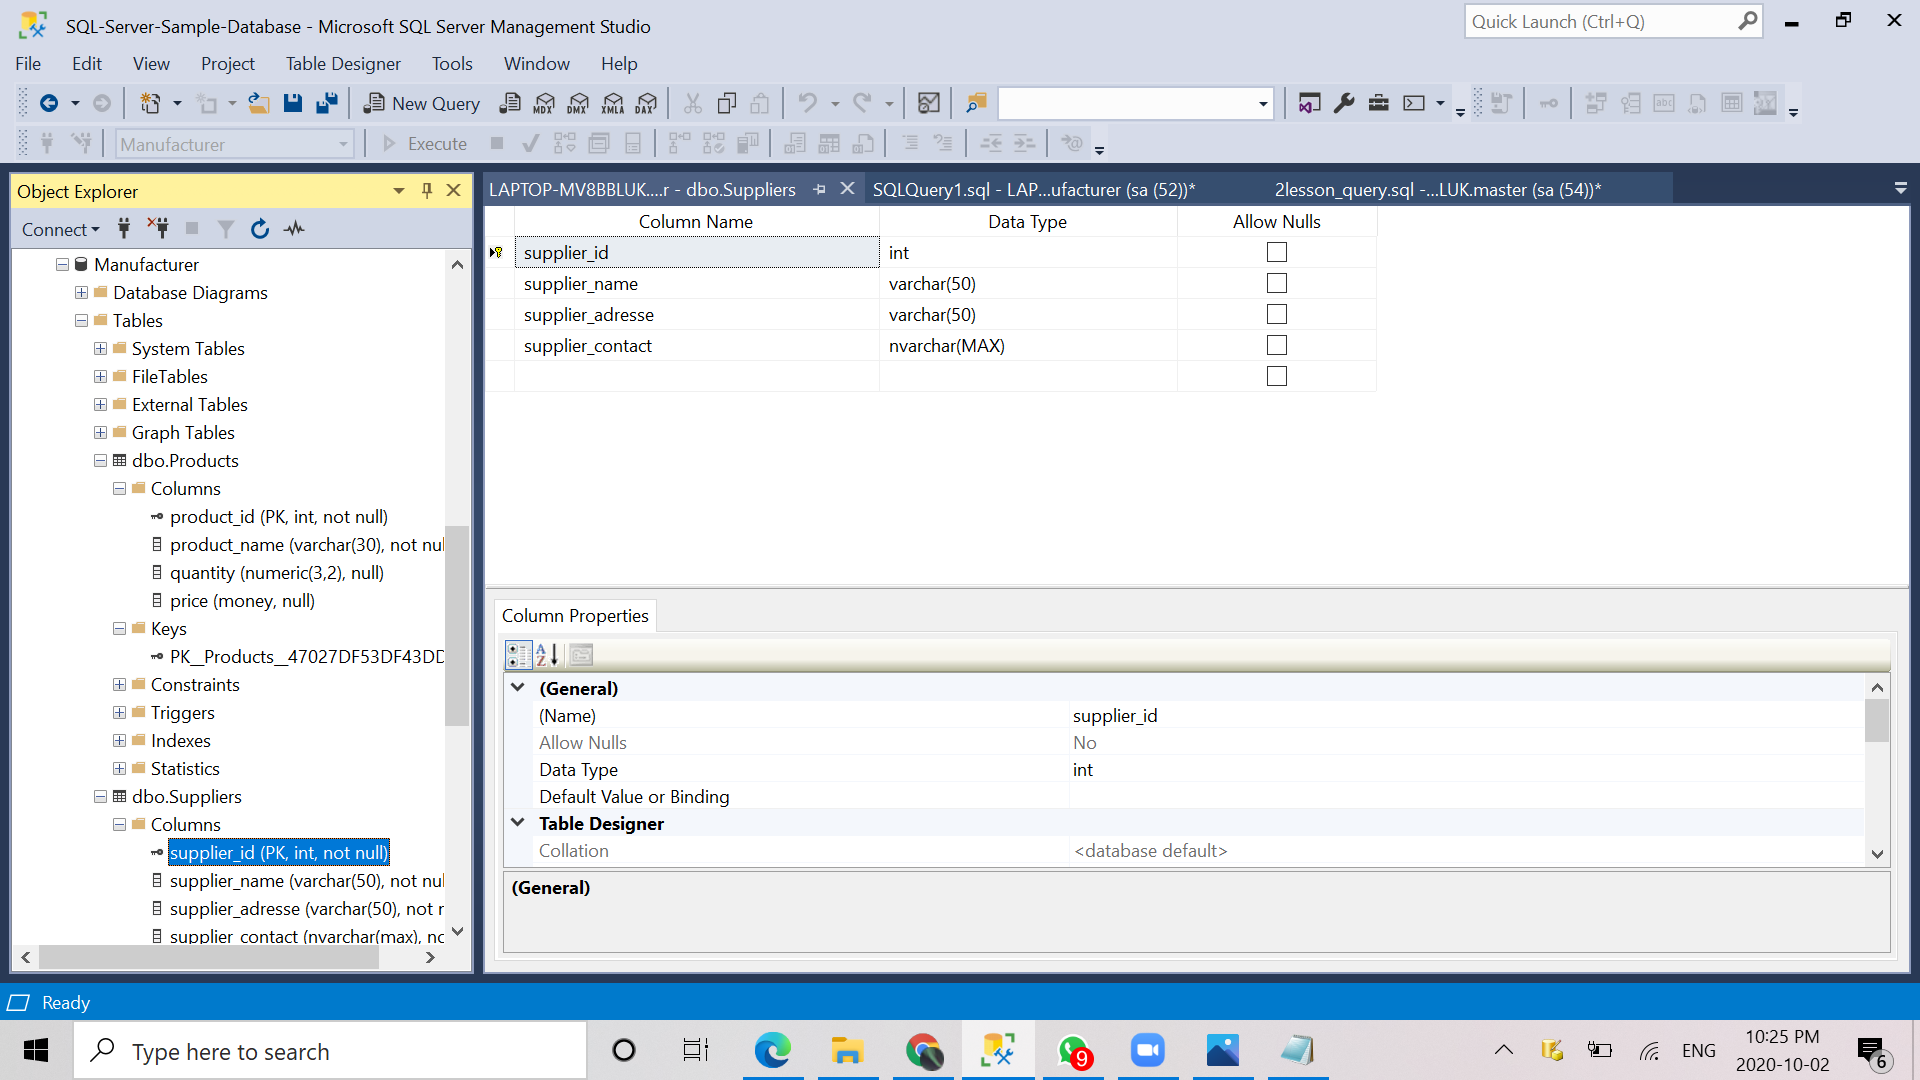 SQL-Server-Sample-Database - Microsoft SQL Server Management Studio
Quick Launch (Ctrl+Q)
File Edit View Project Table Designer Tools Window Help
New Query MDX DMX XMLA DAX
Manufacturer Execute
Object Explorer
Connect
Manufacturer
Database Diagrams
Tables
System Tables
FileTables
External Tables
Graph Tables
dbo.Products
Columns
product_id (PK, int, not null)
product_name (varchar(30), not nul
quantity (numeric(3,2), null)
price (money, null)
Keys
PK__Products__47027DF53DF43DD
Constraints
Triggers
Indexes
Statistics
dbo.Suppliers
Columns
supplier_id (PK, int, not null)
supplier_name (varchar(50), not nul
supplier_adresse (varchar(50), not r
supplier_contact (nvarchar(max), nc
LAPTOP-MV8BBLUK....r - dbo.Suppliers SQLQuery1.sql - LAP...ufacturer (sa (52))* 2lesson_query.sql -...LUK.master (sa (54))*
Column Name Data Type Allow Nulls
supplier_id int
supplier_name varchar(50)
supplier_adresse varchar(50)
supplier_contact nvarchar(MAX)
Column Properties
(General)
(Name) supplier_id
Allow Nulls No
Data Type int
Default Value or Binding
Table Designer
Collation <database default>
(General)
Ready
Type here to search
9
ENG
10:25 PM
2020-10-02
6